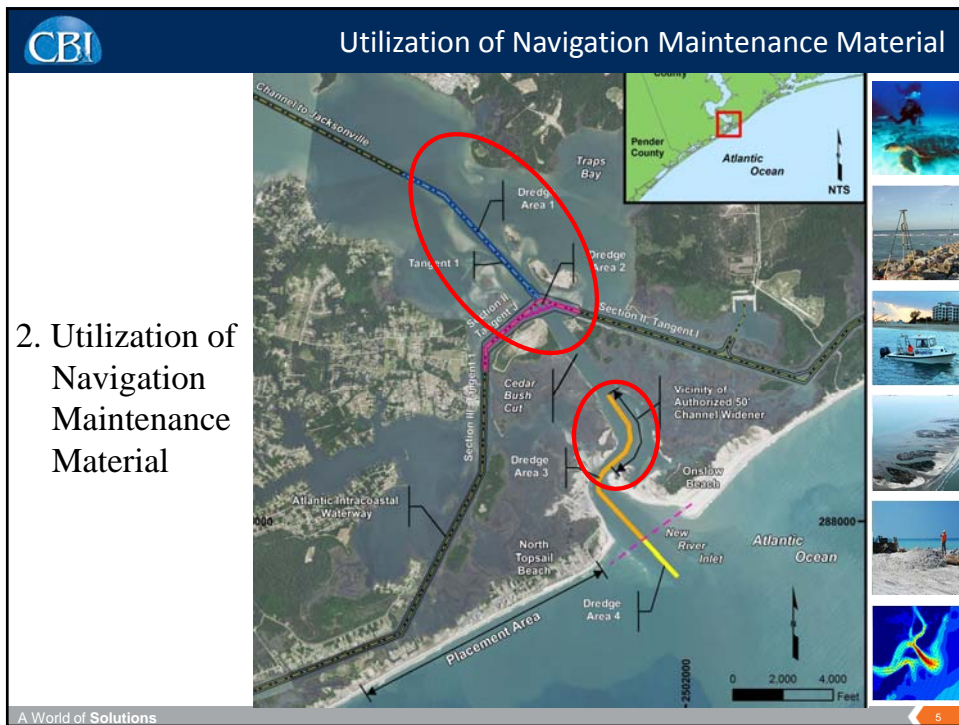 CB&I
Utilization of Navigation Maintenance Material
2. Utilization of
Navigation
Maintenance
Material
Channel to Jacksonville
County
Pender
County
Atlantic
Ocean
NTS
Traps
Bay
Dredge
Area 1
Tangent 1
Dredge
Area 2
Section II,
Section II, Tangent I
Section III, Tangent 1
Cedar
Bush
Cut
Vicinity of
Authorized 50'
Channel Widener
Dredge
Area 3
Onslow
Beach
Atlantic Intracoastal
Waterway
288000
New
River
Inlet
Atlantic
Ocean
North
Topsail
Beach
Dredge
Area 4
Placement Area
2502000
0 2,000 4,000
Feet
A World of Solutions
5